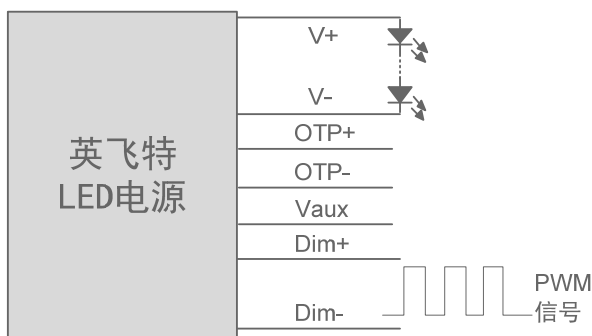 V+
V-
英飞特
LED电源
OTP+
OTP-
Vaux
Dim+
Dim-
PWM
信号